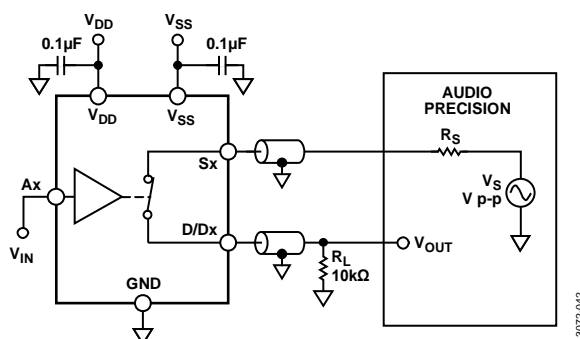 VDD
VSS
0.1µF
0.1µF
VDD
VSS
AUDIO
PRECISION
RS
Ax
Sx
VS
V p-p
D/Dx
VOUT
VIN
RL
10kΩ
GND